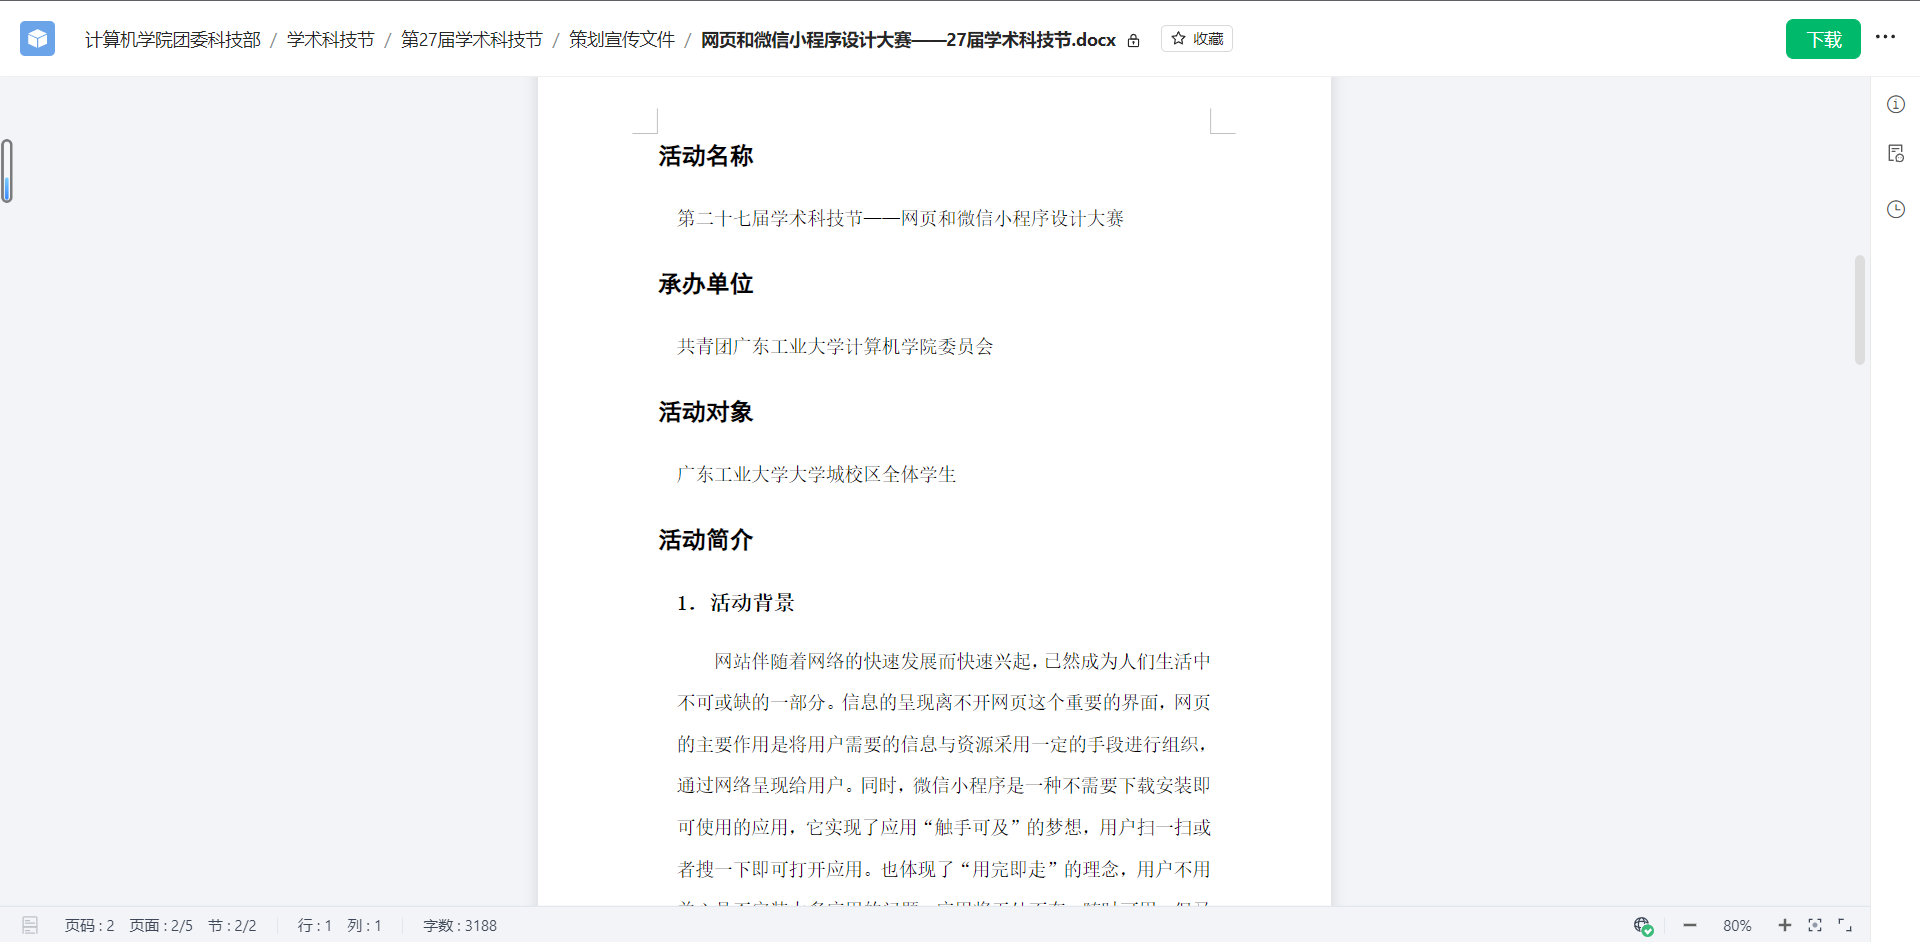 计算机学院团委科技部 / 学术科技节 / 第27届学术科技节 / 策划宣传文件 / 网页和微信小程序设计大赛——27届学术科技节.docx 收藏 下载
活动名称
第二十七届学术科技节——网页和微信小程序设计大赛
承办单位
共青团广东工业大学计算机学院委员会
活动对象
广东工业大学大学城校区全体学生
活动简介
1. 活动背景
网站伴随着网络的快速发展而快速兴起，已然成为人们生活中
不可或缺的一部分。信息的呈现离不开网页这个重要的界面，网页
的主要作用是将用户需要的信息与资源采用一定的手段进行组织，
通过网络呈现给用户。同时，微信小程序是一种不需要下载安装即
可使用的应用，它实现了应用“触手可及”的梦想，用户扫一扫或
者搜一下即可打开应用。也体现了“用完即走”的理念，用户不用
页码：2 页面：2/5 节：2/2 行：1 列：1 字数：3188 80%